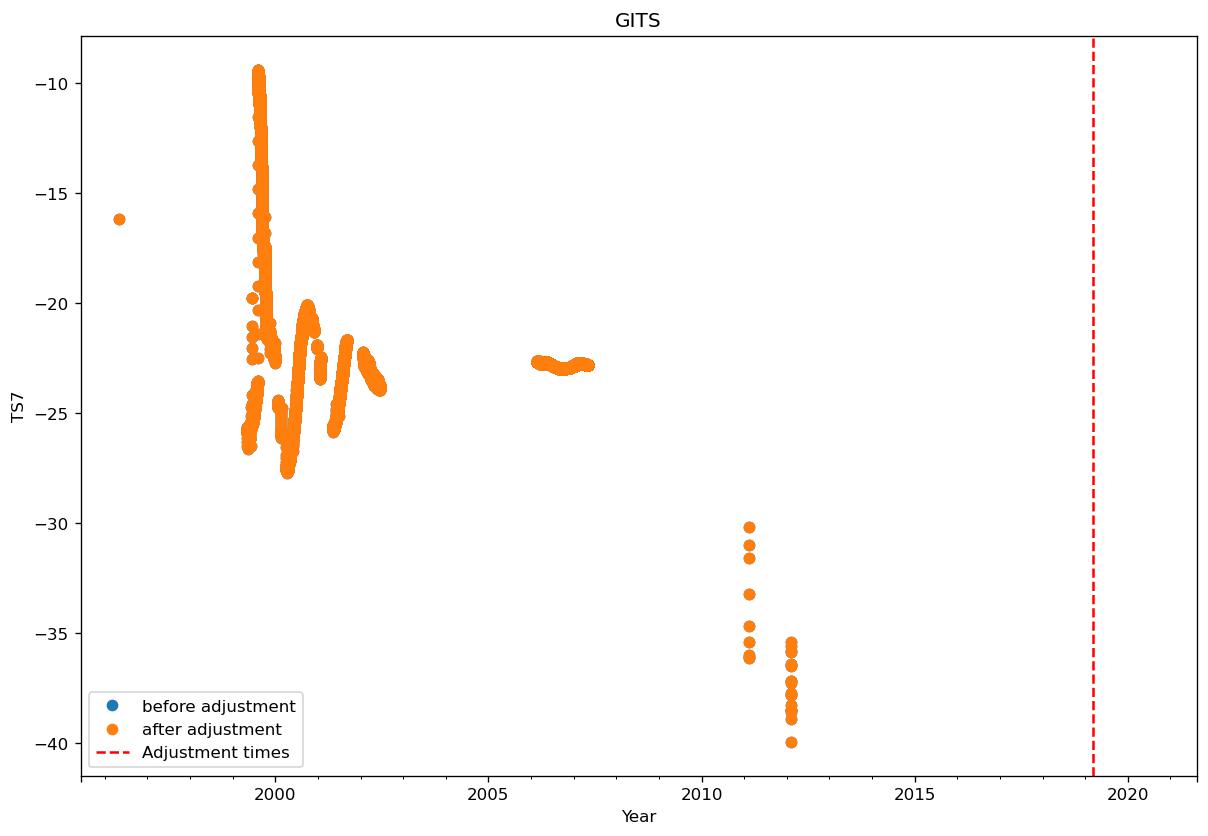 GITS
−10
−15
−20
−25
−30
−35
−40
TS7
before adjustment
after adjustment
Adjustment times
2000
2005
2010
2015
2020
Year